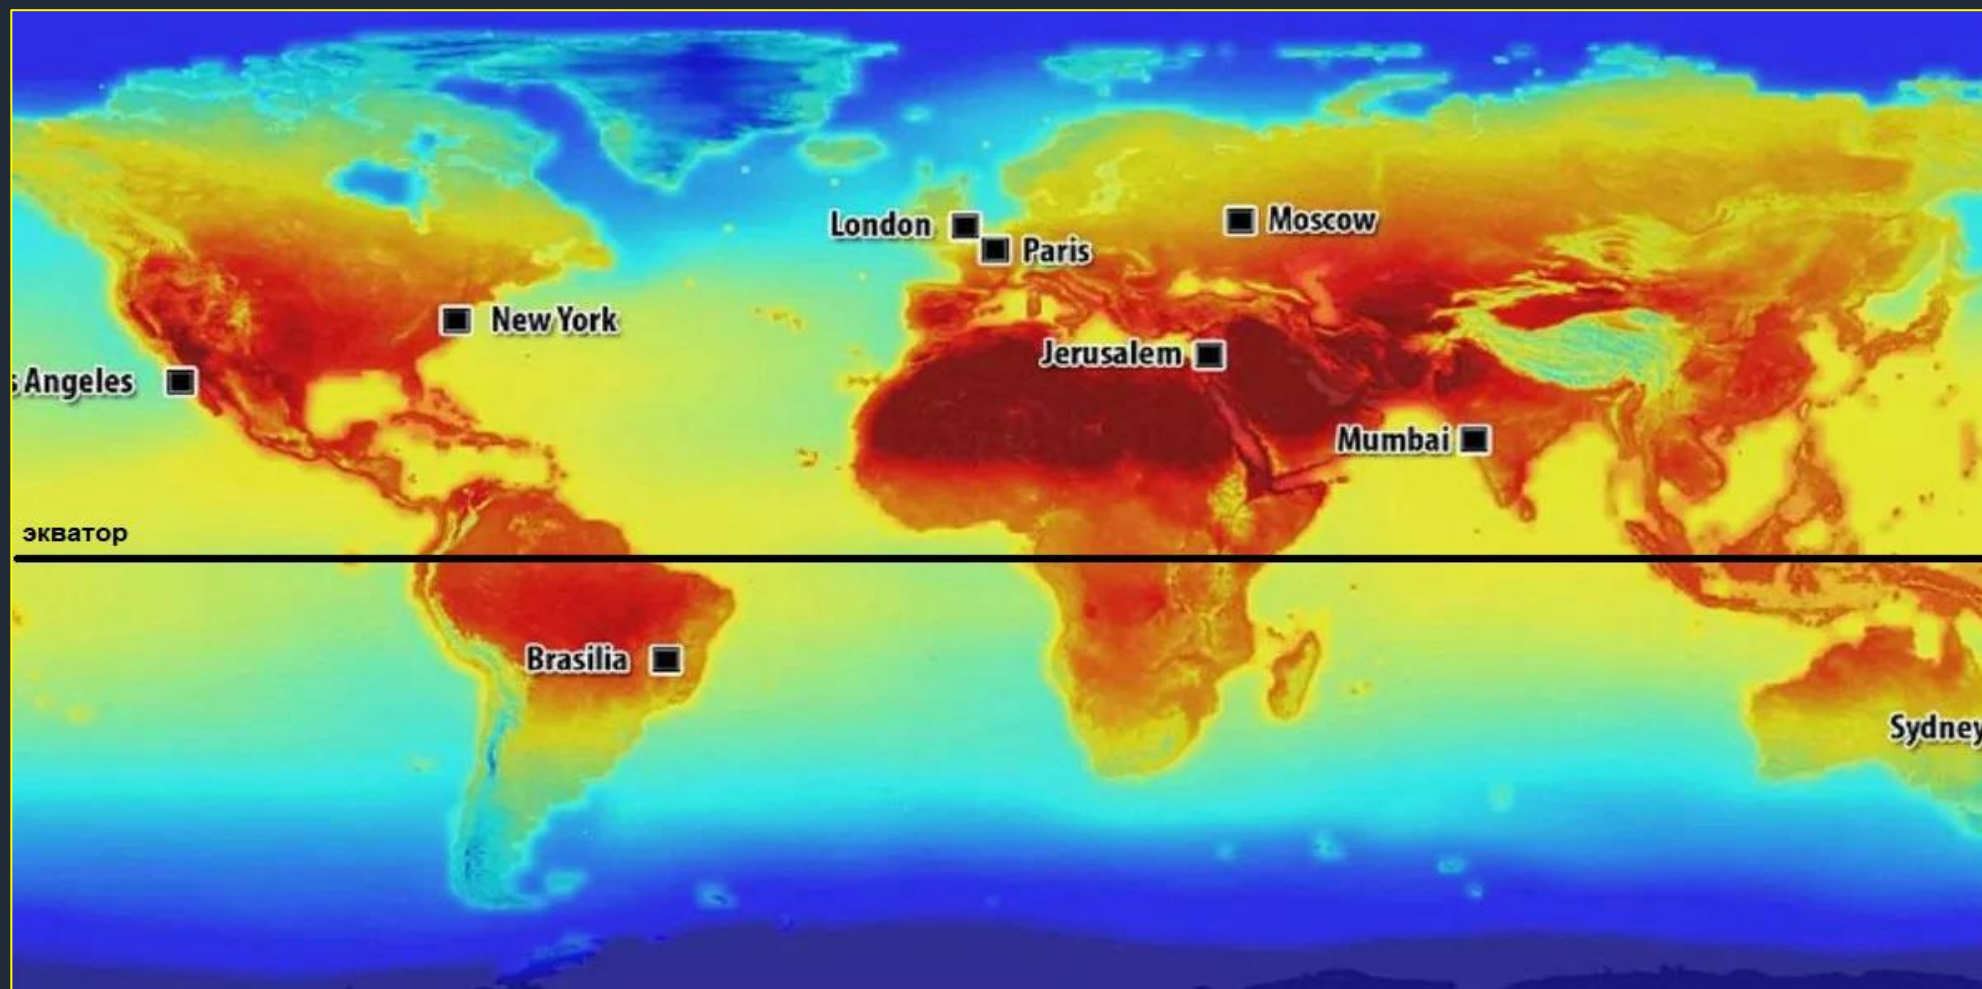 London
Moscow
Paris
New York
Jerusalem
s Angeles
Mumbai
экватор
Brasilia
Sydney